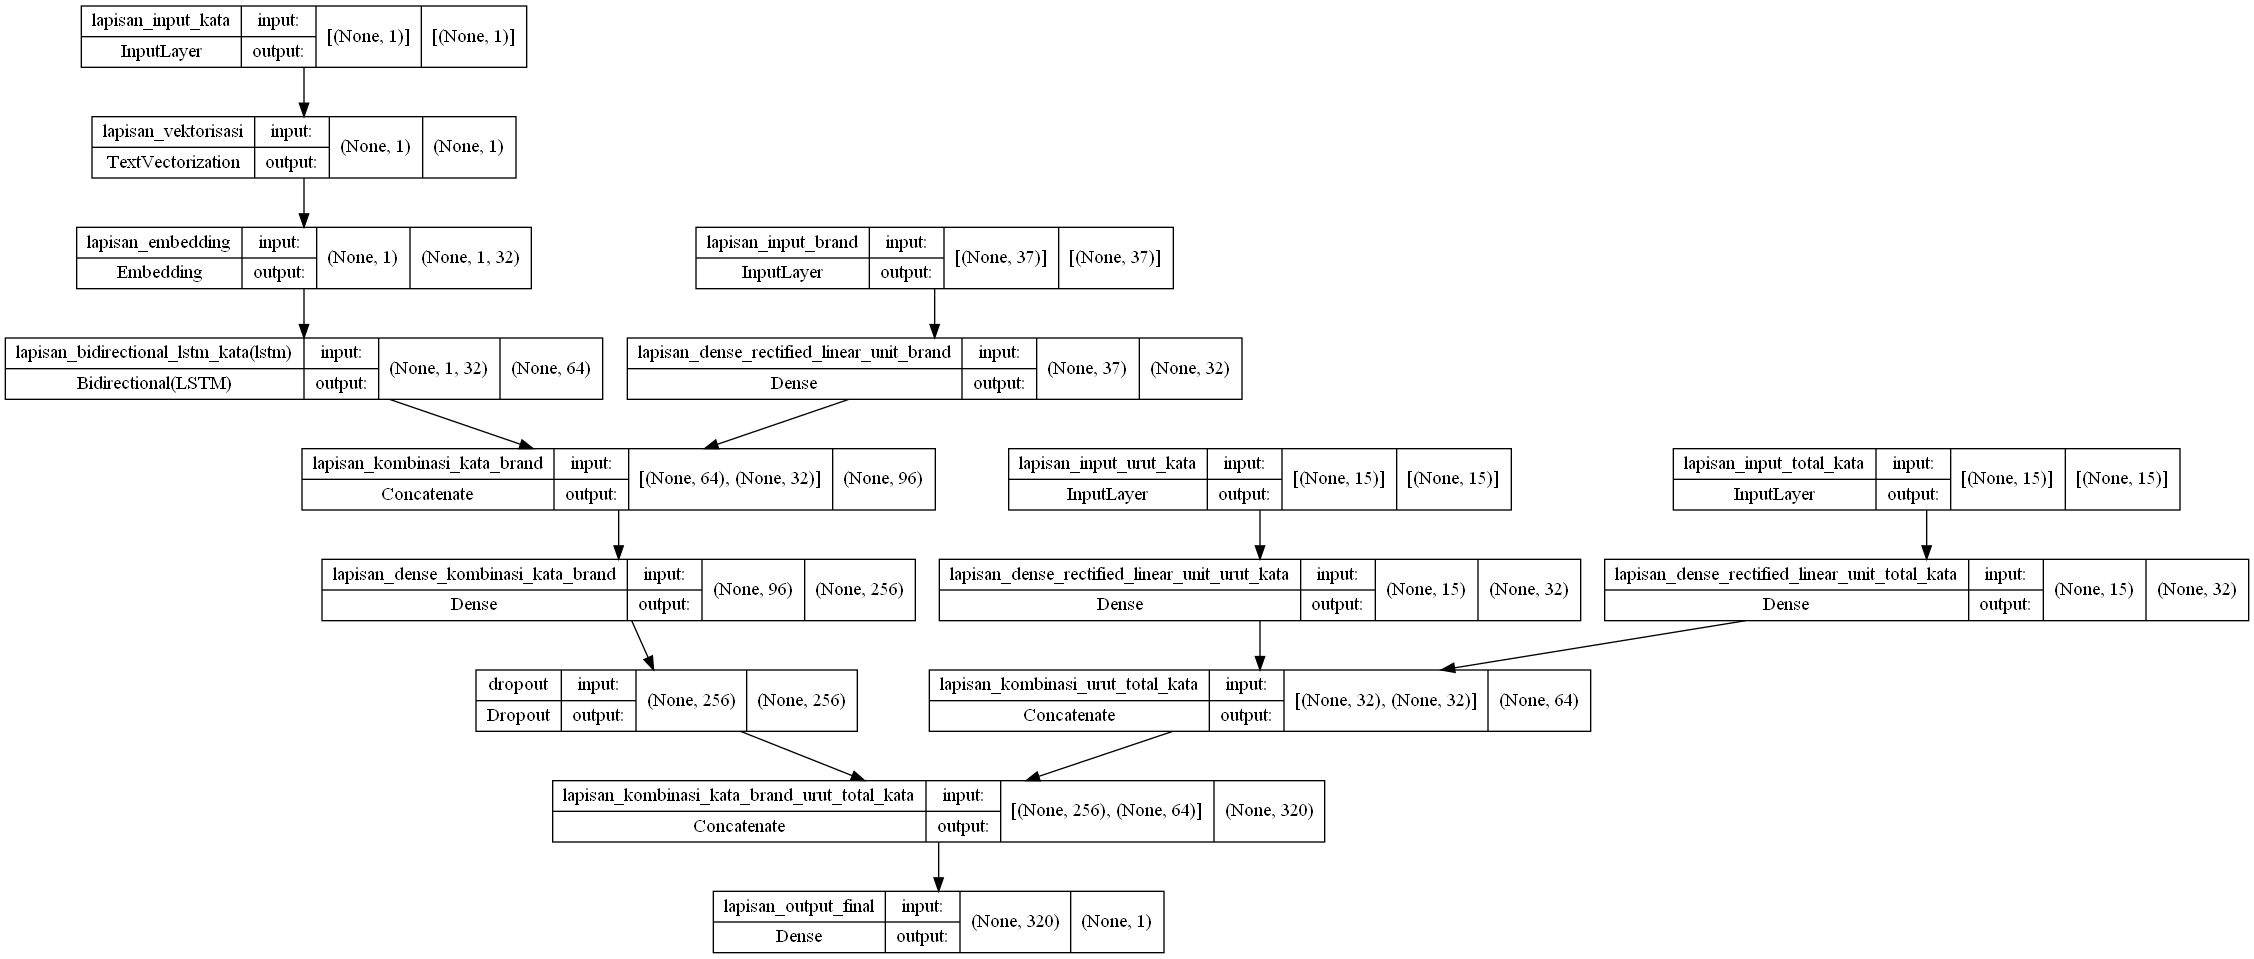 lapisan_input_kata
InputLayer
input:
output:
[(None, 1)]
[(None, 1)]
lapisan_vektorisasi
TextVectorization
input:
output:
(None, 1)
(None, 1)
lapisan_embedding
Embedding
input:
output:
(None, 1)
(None, 1, 32)
lapisan_input_brand
InputLayer
input:
output:
[(None, 37)]
[(None, 37)]
lapisan_bidirectional_lstm_kata(lstm)
Bidirectional(LSTM)
input:
output:
(None, 1, 32)
(None, 64)
lapisan_dense_rectified_linear_unit_brand
Dense
input:
output:
(None, 37)
(None, 32)
lapisan_kombinasi_kata_brand
Concatenate
input:
output:
[(None, 64), (None, 32)]
(None, 96)
lapisan_input_urut_kata
InputLayer
input:
output:
[(None, 15)]
[(None, 15)]
lapisan_input_total_kata
InputLayer
input:
output:
[(None, 15)]
[(None, 15)]
lapisan_dense_kombinasi_kata_brand
Dense
input:
output:
(None, 96)
(None, 256)
lapisan_dense_rectified_linear_unit_urut_kata
Dense
input:
output:
(None, 15)
(None, 32)
lapisan_dense_rectified_linear_unit_total_kata
Dense
input:
output:
(None, 15)
(None, 32)
dropout
Dropout
input:
output:
(None, 256)
(None, 256)
lapisan_kombinasi_urut_total_kata
Concatenate
input:
output:
[(None, 32), (None, 32)]
(None, 64)
lapisan_kombinasi_kata_brand_urut_total_kata
Concatenate
input:
output:
[(None, 256), (None, 64)]
(None, 320)
lapisan_output_final
Dense
input:
output:
(None, 320)
(None, 1)